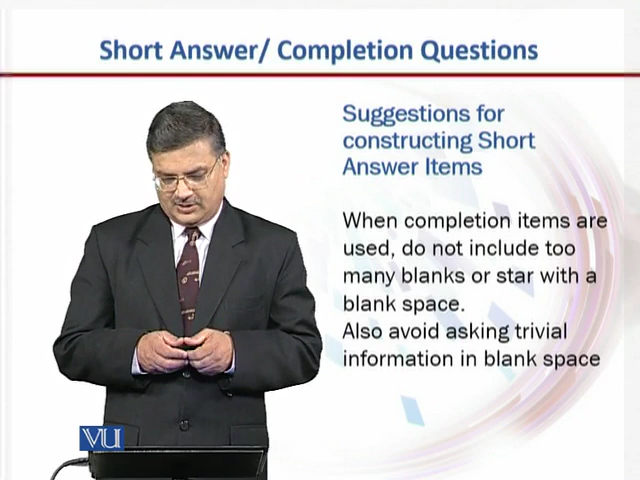 Short Answer/ Completion Questions
Suggestions for
constructing Short
Answer Items
When completion items are
used, do not include too
many blanks or star with a
blank space.
Also avoid asking trivial
information in blank space
VU